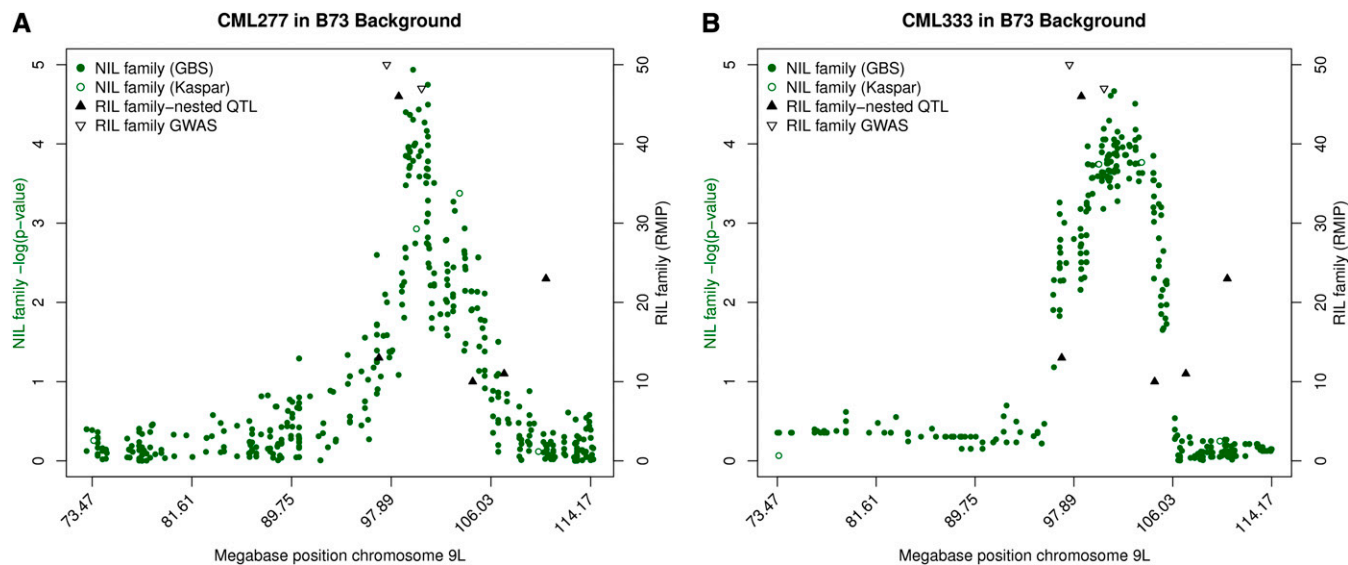 A
CML277 in B73 Background
NIL family (GBS)
NIL family (Kaspar)
RIL family-nested QTL
RIL family GWAS
NIL family -log(p-value)
0
1
2
3
4
5
RIL family (RMIP)
0
10
20
30
40
50
73.47
81.61
89.75
97.89
106.03
114.17
Megabase position chromosome 9L
B
CML333 in B73 Background
NIL family (GBS)
NIL family (Kaspar)
RIL family-nested QTL
RIL family GWAS
NIL family -log(p-value)
0
1
2
3
4
5
RIL family (RMIP)
0
10
20
30
40
50
73.47
81.61
89.75
97.89
106.03
114.17
Megabase position chromosome 9L